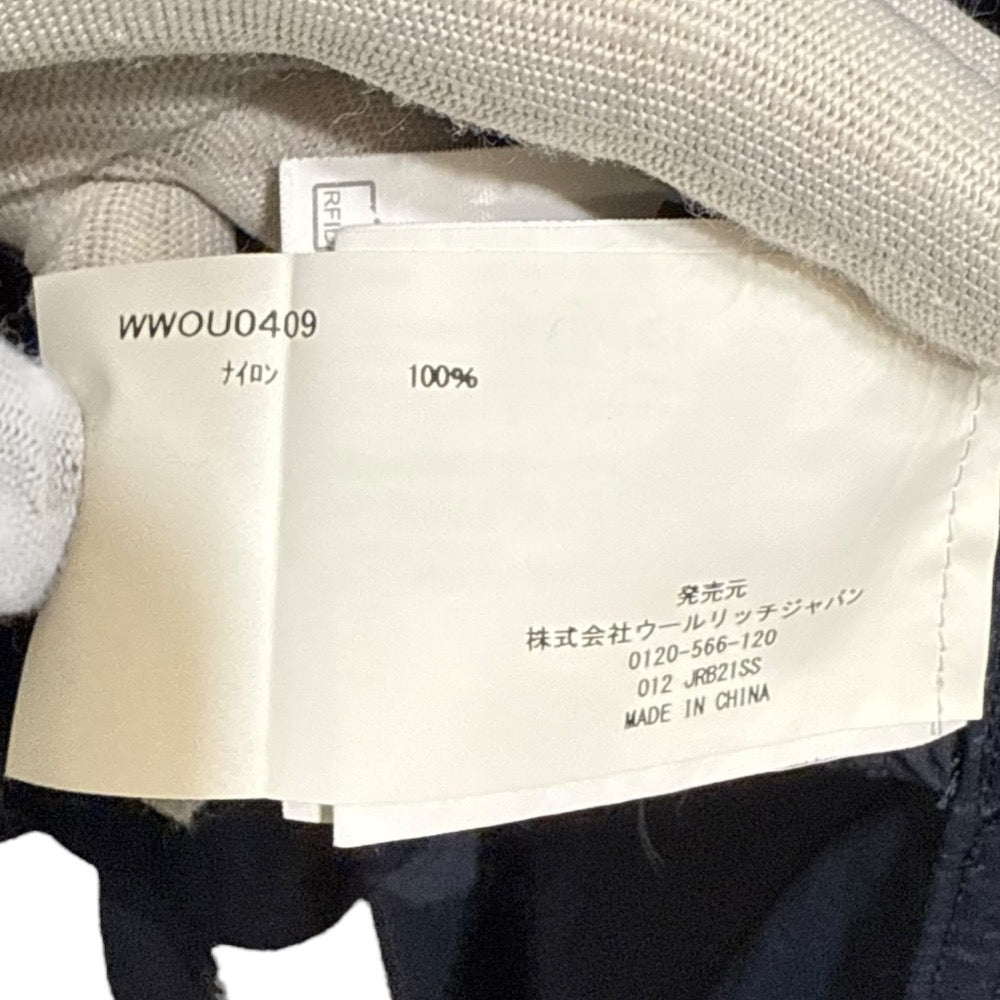 RFID
WWOU0409
ナイロン 100%
発売元
株式会社ウールリッチジャパン
0120-566-120
012 JRB21SS
MADE IN CHINA